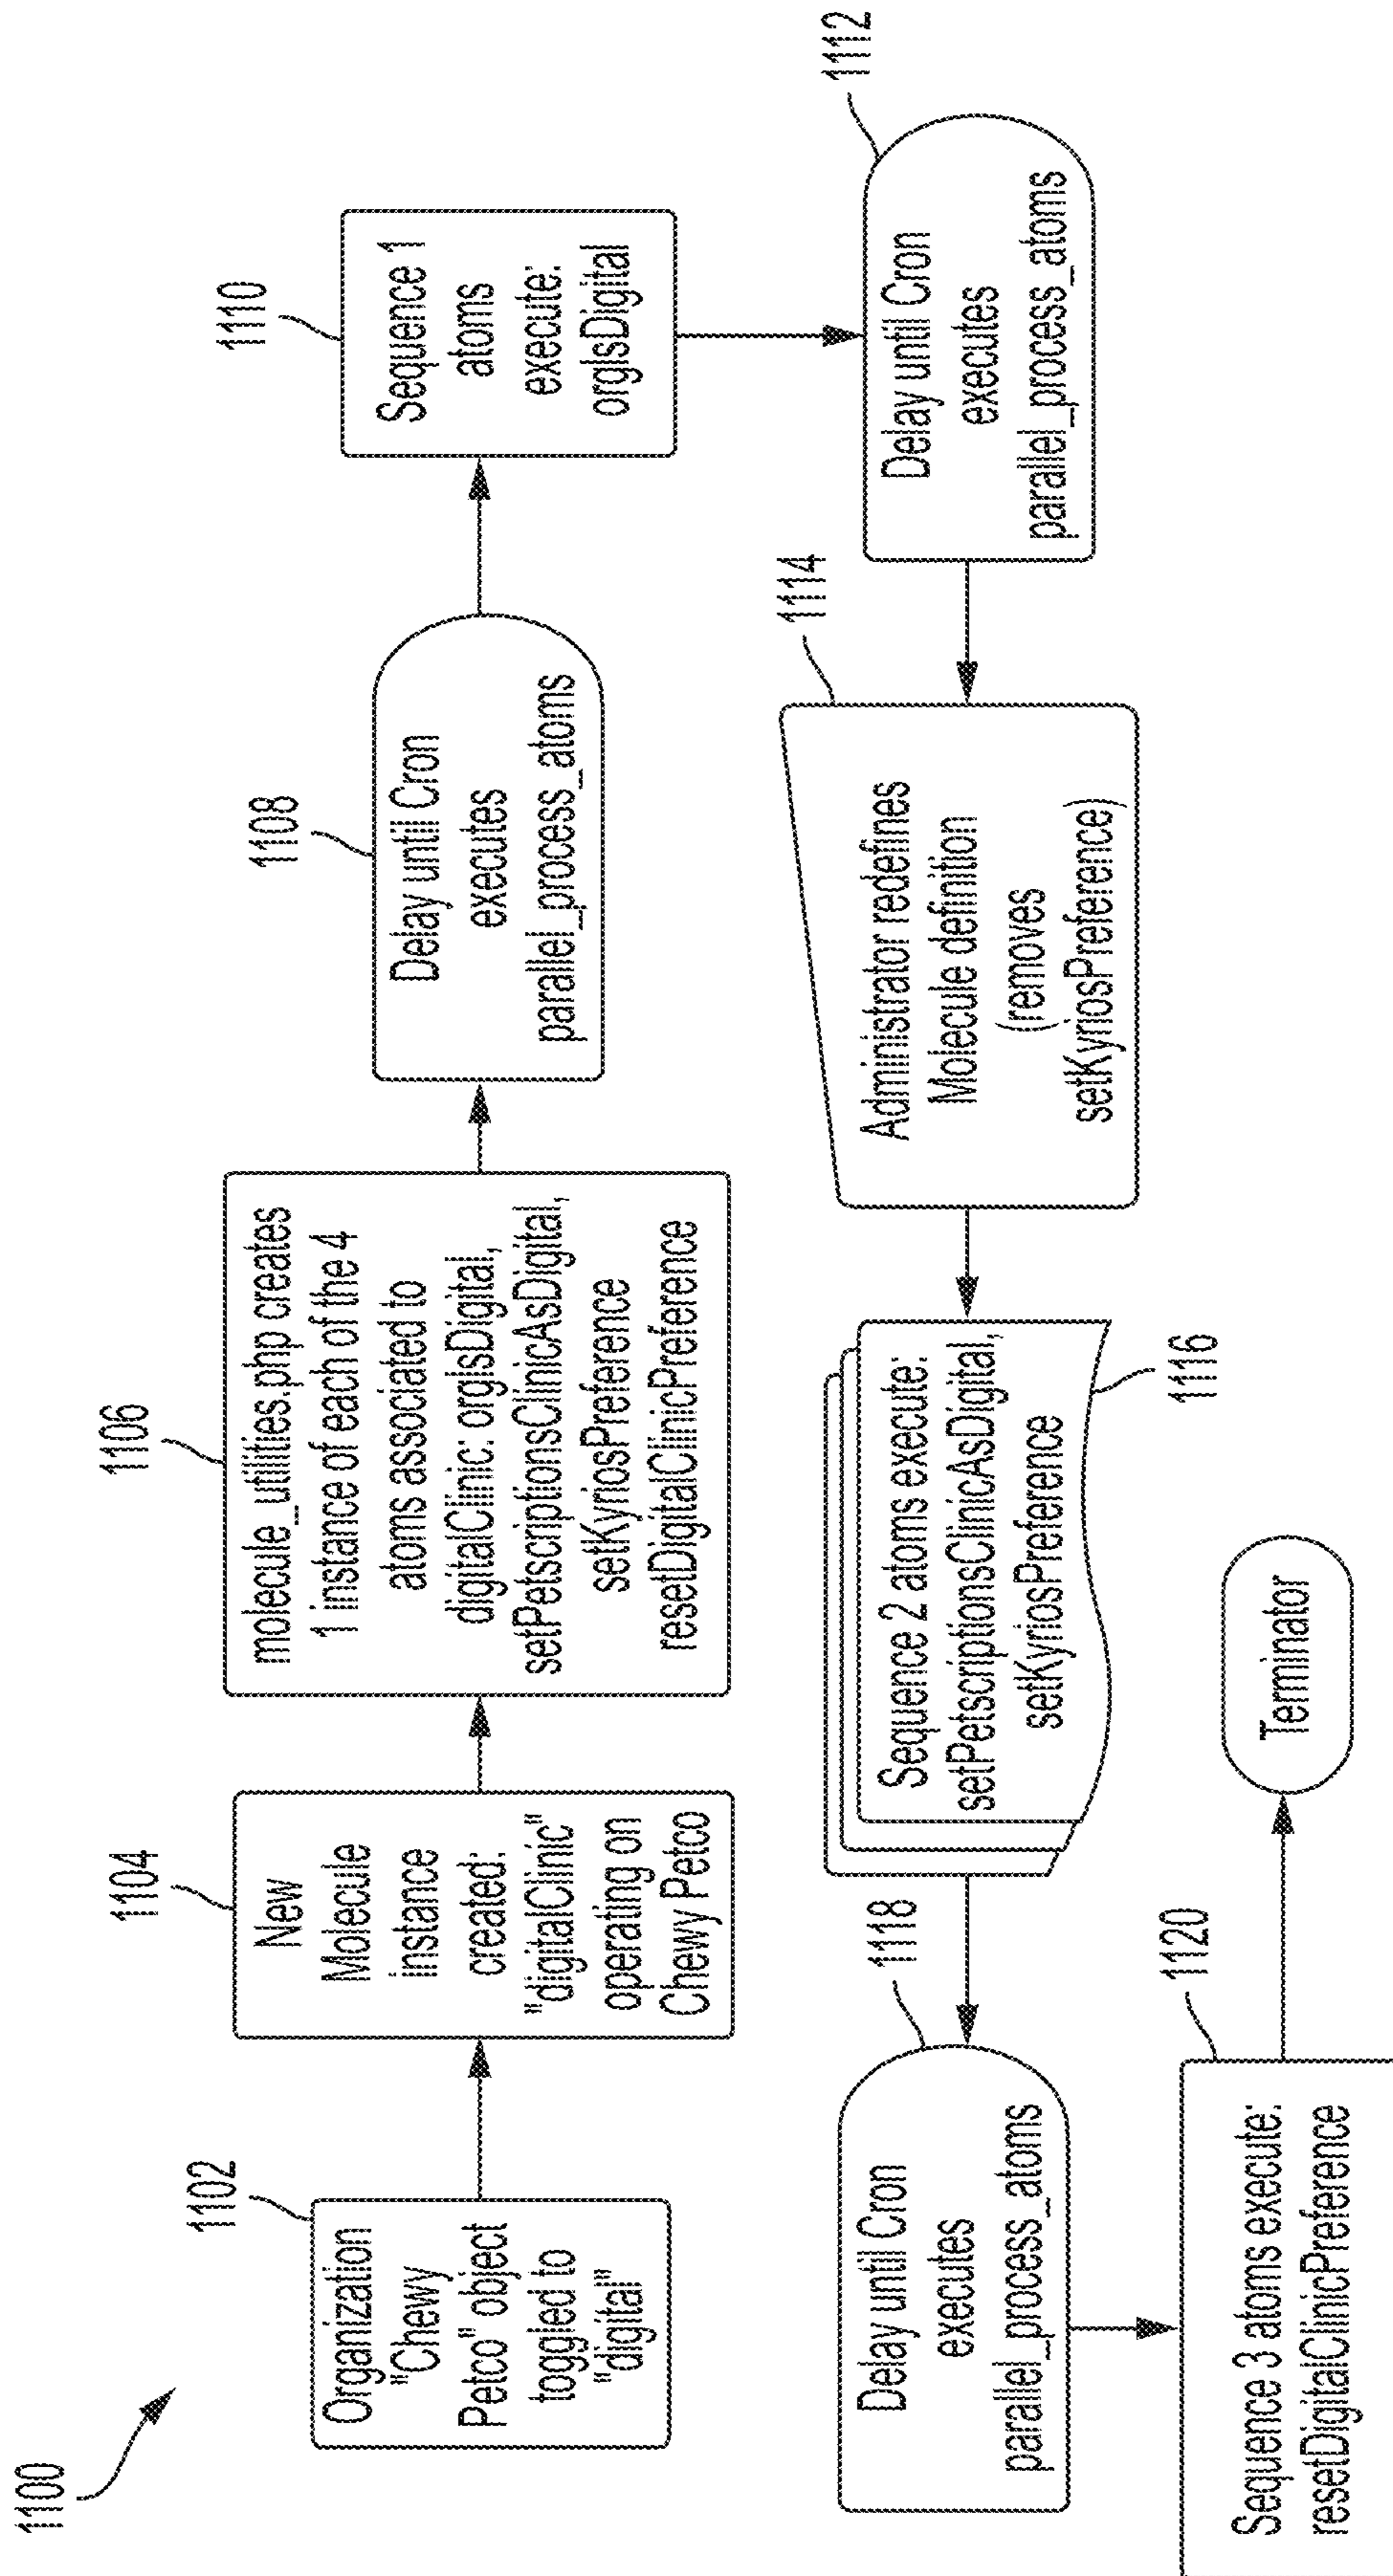 1100
1102
Organization
"Chewy
Petco" object
toggled to
"digital"
1104
New
Molecule
instance
created:
"digitalClinic"
operating on
Chewy Petco
1106
molecule_utilities.php creates
1 instance of each of the 4
atoms associated to
digitalClinic: orgIsDigital,
setPetscriptionsClinicAsDigital,
setKyriosPreference
resetDigitalClinicPreference
1108
Delay until Cron
executes
parallel_process_atoms
1110
Sequence 1
atoms
execute:
orgIsDigital
1112
Delay until Cron
executes
parallel_process_atoms
1114
Administrator redefines
Molecule definition
(removes
setKyriosPreference)
1116
Sequence 2 atoms execute:
setPetscriptionsClinicAsDigital,
setKyriosPreference
1118
Delay until Cron
executes
parallel_process_atoms
1120
Sequence 3 atoms execute:
resetDigitalClinicPreference
Terminator